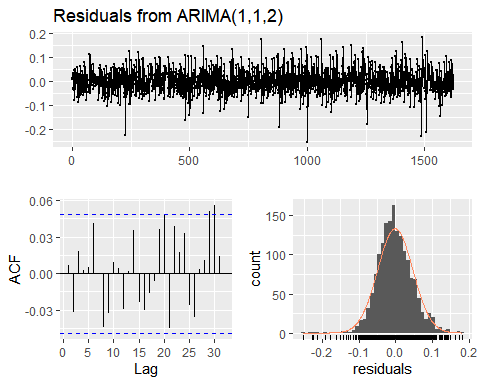 Residuals from ARIMA(1,1,2)
0.2
0.1
0.0
-0.1
-0.2
0 500 1000 1500
0.06
0.03
0.00
-0.03
ACF
0 5 10 15 20 25 30
Lag
150
100
50
0
count
-0.2 -0.1 0.0 0.1 0.2
residuals